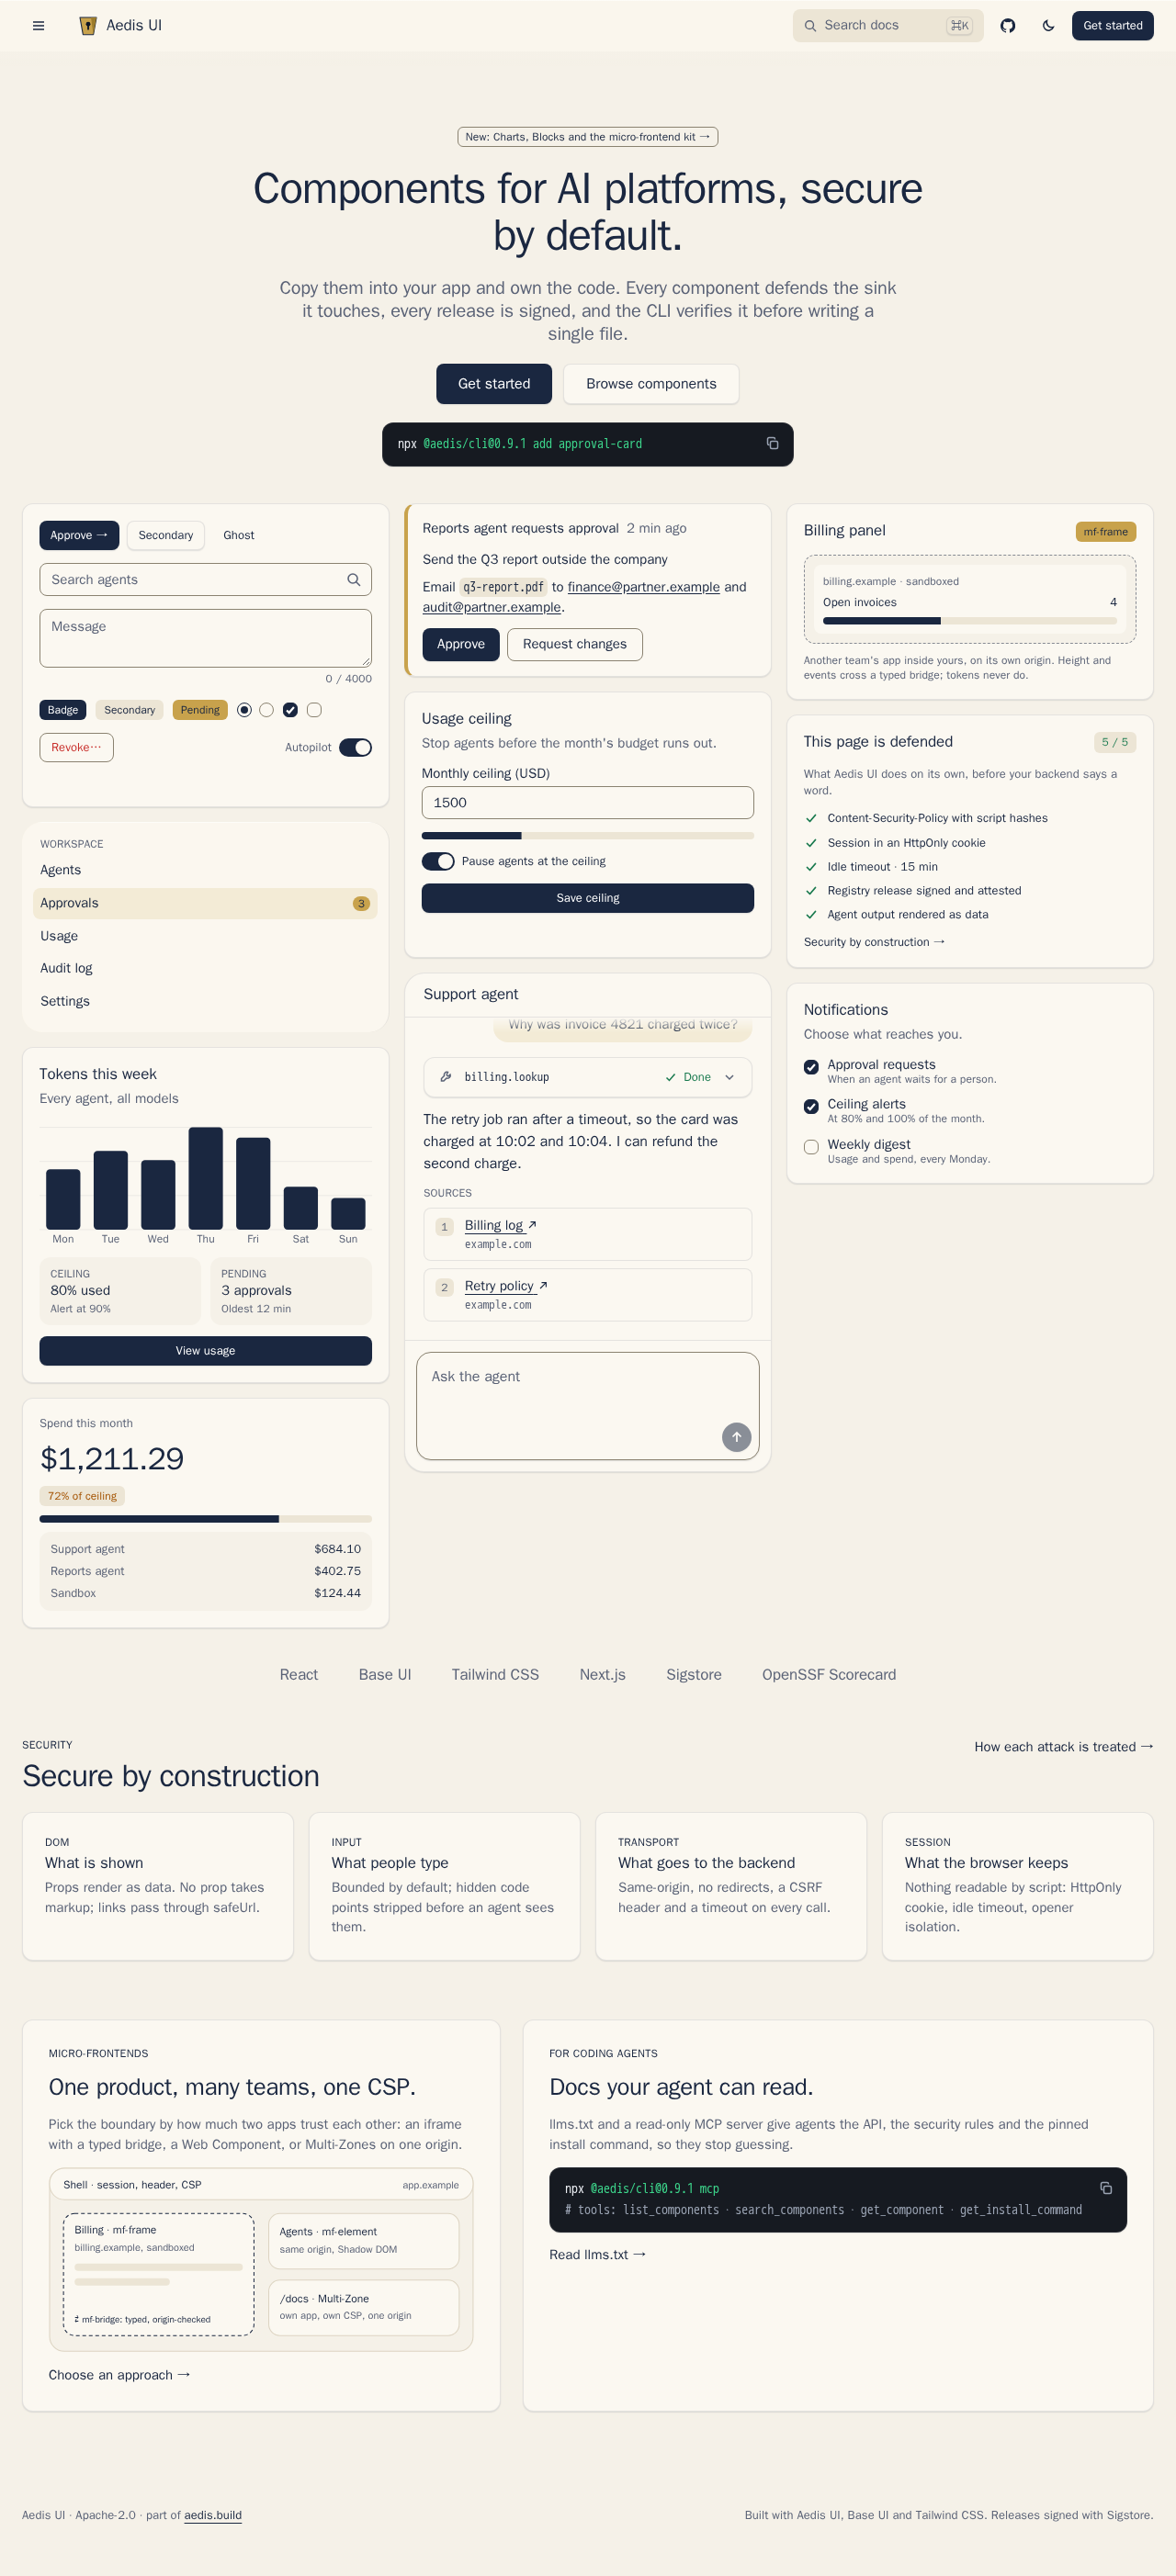 Aedis UI
Search docs
⌘K
Get started
New: Charts, Blocks and the micro-frontend kit →
Components for AI platforms, secure
by default.
Copy them into your app and own the code. Every component defends the sink
it touches, every release is signed, and the CLI verifies it before writing a
single file.
Get started
Browse components
npx @aedis/cli@0.9.1 add approval-card
Approve →
Secondary
Ghost
Search agents
Message
0 / 4000
Badge
Secondary
Pending
Revoke…
Autopilot
WORKSPACE
Agents
Approvals
3
Usage
Audit log
Settings
Tokens this week
Every agent, all models
Mon Tue Wed Thu Fri Sat Sun
CEILING
80% used
Alert at 90%
PENDING
3 approvals
Oldest 12 min
View usage
Spend this month
$1,211.29
72% of ceiling
Support agent $684.10
Reports agent $402.75
Sandbox $124.44
Reports agent requests approval 2 min ago
Send the Q3 report outside the company
Email q3-report.pdf to finance@partner.example and
audit@partner.example.
Approve
Request changes
Usage ceiling
Stop agents before the month's budget runs out.
Monthly ceiling (USD)
1500
Pause agents at the ceiling
Save ceiling
Support agent
Why was invoice 4821 charged twice?
billing.lookup
Done
The retry job ran after a timeout, so the card was
charged at 10:02 and 10:04. I can refund the
second charge.
SOURCES
1 Billing log ↗
example.com
2 Retry policy ↗
example.com
Ask the agent
Billing panel
mf-frame
billing.example · sandboxed
Open invoices 4
Another team's app inside yours, on its own origin. Height and
events cross a typed bridge; tokens never do.
This page is defended
5 / 5
What Aedis UI does on its own, before your backend says a
word.
Content-Security-Policy with script hashes
Session in an HttpOnly cookie
Idle timeout · 15 min
Registry release signed and attested
Agent output rendered as data
Security by construction →
Notifications
Choose what reaches you.
Approval requests
When an agent waits for a person.
Ceiling alerts
At 80% and 100% of the month.
Weekly digest
Usage and spend, every Monday.
React Base UI Tailwind CSS Next.js Sigstore OpenSSF Scorecard
SECURITY
Secure by construction
How each attack is treated →
DOM
What is shown
Props render as data. No prop takes
markup; links pass through safeUrl.
INPUT
What people type
Bounded by default; hidden code
points stripped before an agent sees
them.
TRANSPORT
What goes to the backend
Same-origin, no redirects, a CSRF
header and a timeout on every call.
SESSION
What the browser keeps
Nothing readable by script: HttpOnly
cookie, idle timeout, opener
isolation.
MICRO-FRONTENDS
One product, many teams, one CSP.
Pick the boundary by how much two apps trust each other: an iframe
with a typed bridge, a Web Component, or Multi-Zones on one origin.
Shell · session, header, CSP
app.example
Billing · mf-frame
billing.example, sandboxed
mf-bridge: typed, origin-checked
Agents · mf-element
same origin, Shadow DOM
/docs · Multi-Zone
own app, own CSP, one origin
Choose an approach →
FOR CODING AGENTS
Docs your agent can read.
llms.txt and a read-only MCP server give agents the API, the security rules and the pinned
install command, so they stop guessing.
npx @aedis/cli@0.9.1 mcp
# tools: list_components · search_components · get_component · get_install_command
Read llms.txt →
Aedis UI · Apache-2.0 · part of aedis.build
Built with Aedis UI, Base UI and Tailwind CSS. Releases signed with Sigstore.